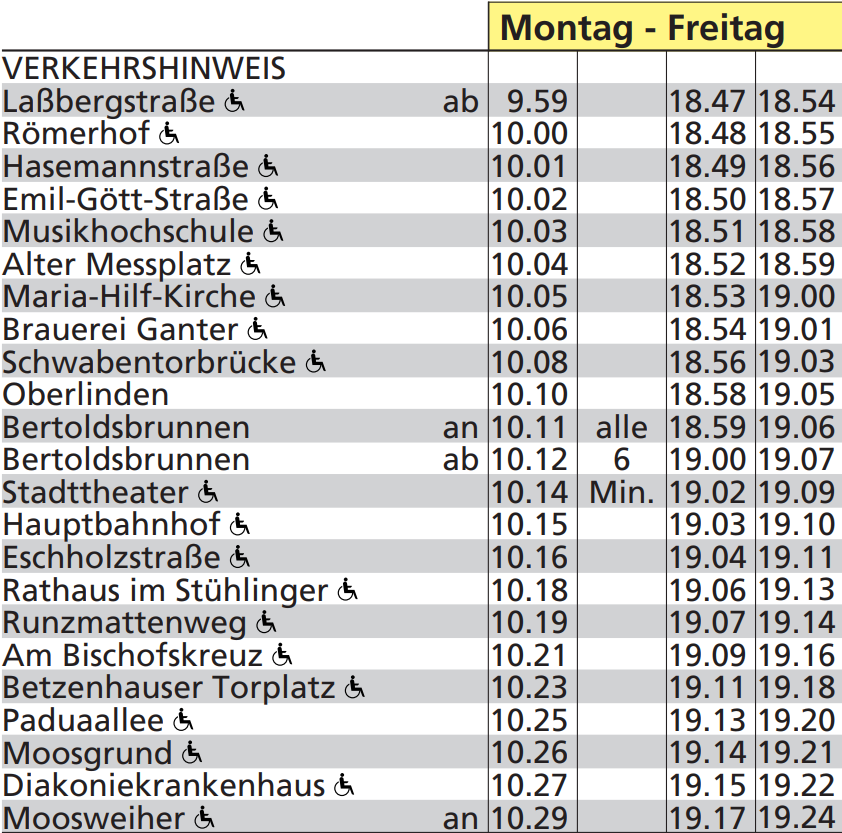 Montag - Freitag
VERKEHRSHINWEIS
Laßbergstraße ab 9.59 18.47 18.54
Römerhof 10.00 18.48 18.55
Hasemannstraße 10.01 18.49 18.56
Emil-Gött-Straße 10.02 18.50 18.57
Musikhochschule 10.03 18.51 18.58
Alter Messplatz 10.04 18.52 18.59
Maria-Hilf-Kirche 10.05 18.53 19.00
Brauerei Ganter 10.06 18.54 19.01
Schwabentorbrücke 10.08 18.56 19.03
Oberlinden 10.10 18.58 19.05
Bertoldsbrunnen an 10.11 alle 18.59 19.06
Bertoldsbrunnen ab 10.12 6 19.00 19.07
Stadttheater 10.14 Min. 19.02 19.09
Hauptbahnhof 10.15 19.03 19.10
Eschholzstraße 10.16 19.04 19.11
Rathaus im Stühlinger 10.18 19.06 19.13
Runzmattenweg 10.19 19.07 19.14
Am Bischofskreuz 10.21 19.09 19.16
Betzenhauser Torplatz 10.23 19.11 19.18
Paduaallee 10.25 19.13 19.20
Moosgrund 10.26 19.14 19.21
Diakoniekrankenhaus 10.27 19.15 19.22
Moosweiher an 10.29 19.17 19.24